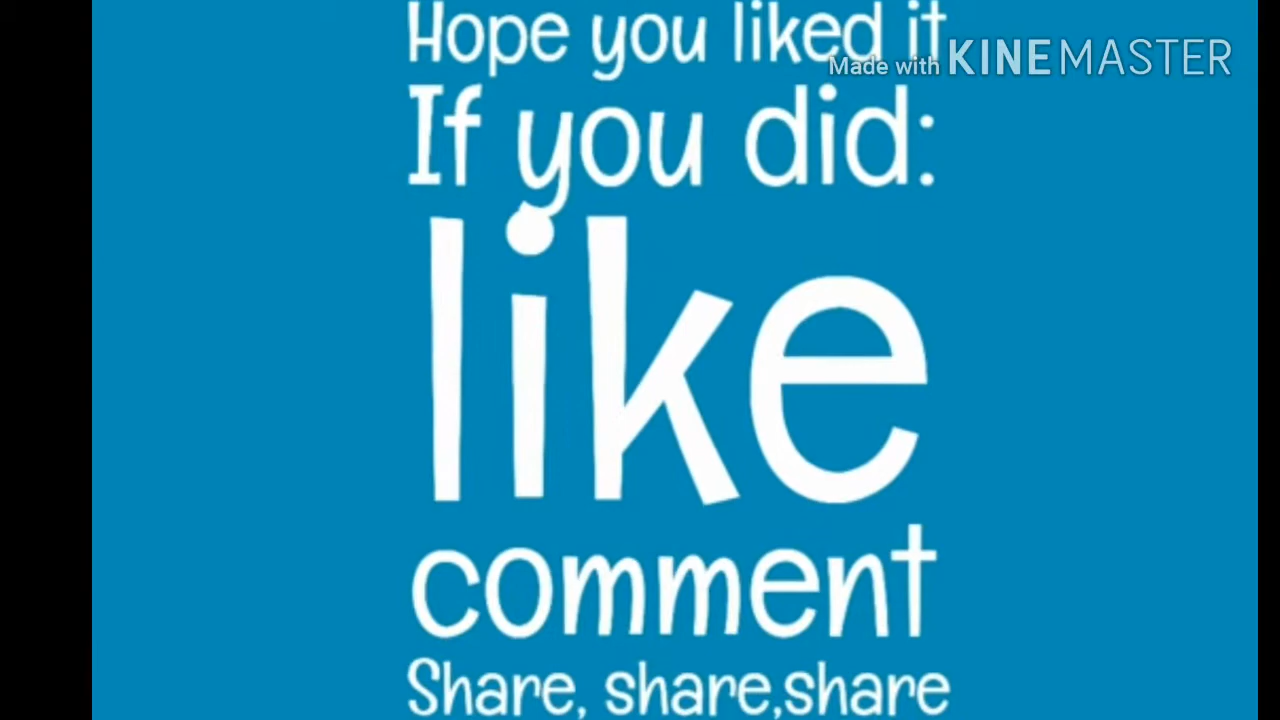 Hope you liked it
Made with KINEMASTER
If you did:
like
comment
Share, share,share